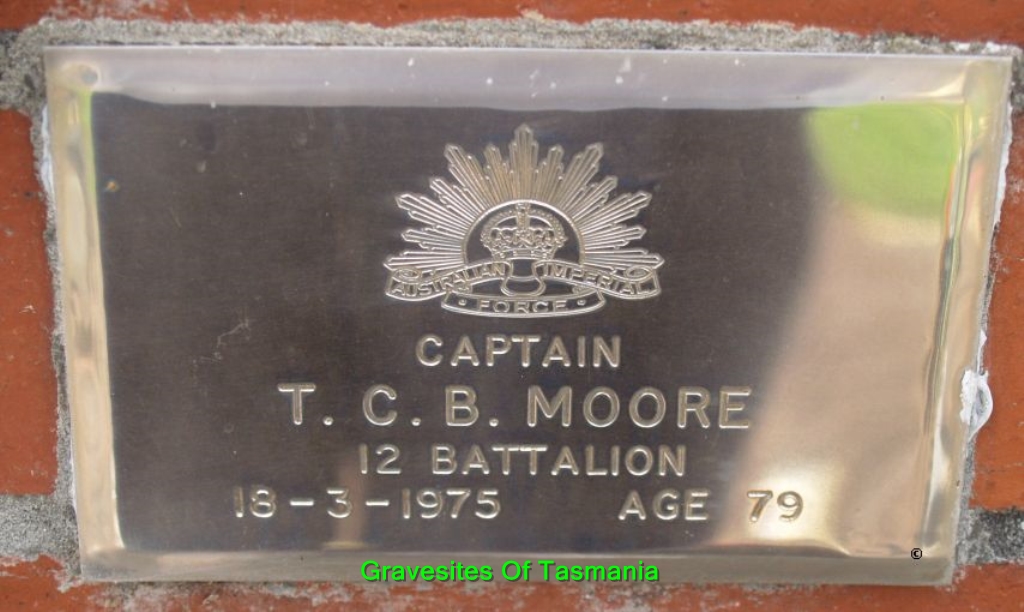 AUSTRALIAN IMPERIAL
FORCE
CAPTAIN
T. C. B. MOORE
12 BATTALION
18-3-1975 AGE 79
©
Gravesites Of Tasmania